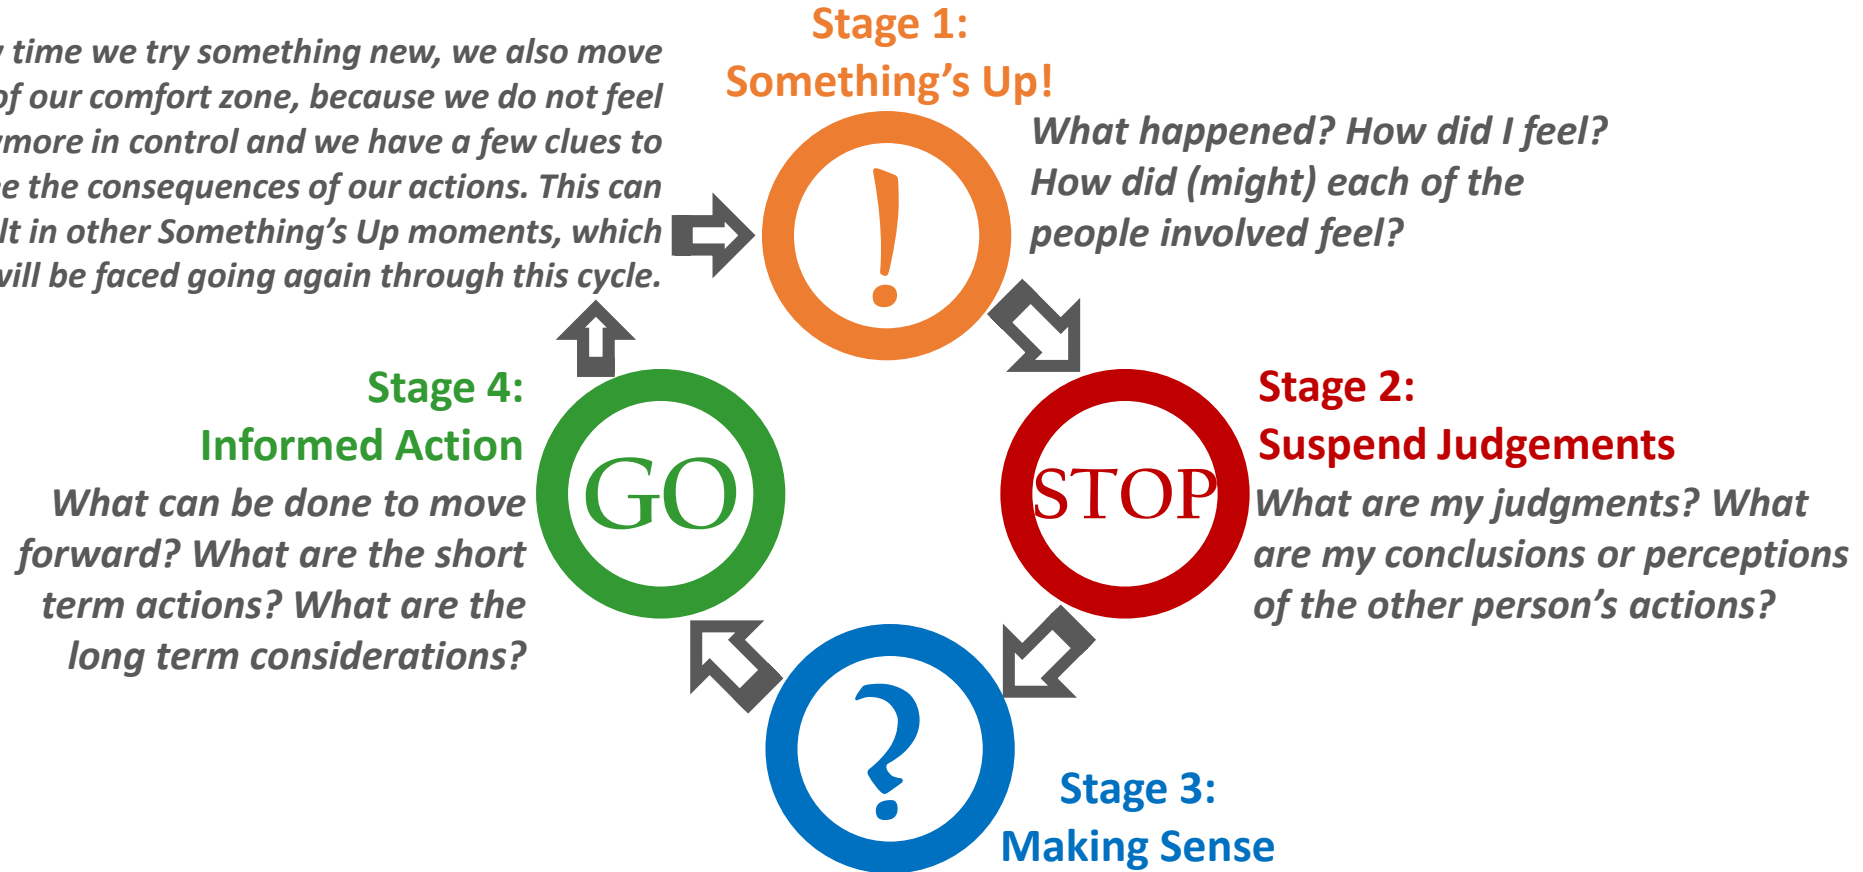 Stage 1:
Something's Up!
time we try something new, we also move
of our comfort zone, because we do not feel
more in control and we have a few clues to
the consequences of our actions. This can
in other Something's Up moments, which
will be faced going again through this cycle.
!
What happened? How did I feel?
How did (might) each of the
people involved feel?
Stage 4:
Informed Action
What can be done to move
forward? What are the short
term actions? What are the
long term considerations?
GO
STOP
Stage 2:
Suspend Judgements
What are my judgments? What
are my conclusions or perceptions
of the other person's actions?
?
Stage 3:
Making Sense